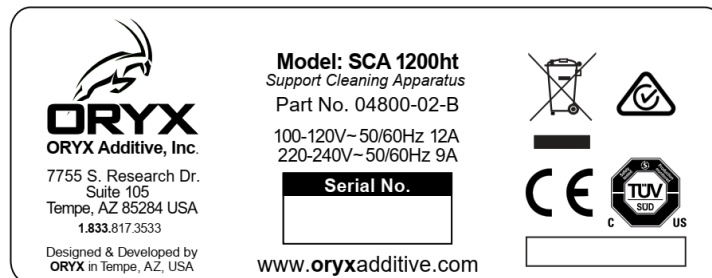 ORYX
ORYX Additive, Inc.
7755 S. Research Dr.
Suite 105
Tempe, AZ 85284 USA
1.833.817.3533
Designed & Developed by
ORYX in Tempe, AZ, USA
Model: SCA 1200ht
Support Cleaning Apparatus
Part No. 04800-02-B
100-120V~ 50/60Hz 12A
220-240V~ 50/60Hz 9A
Serial No.
www.oryxadditive.com
CE
TÜV
SÜD
C US